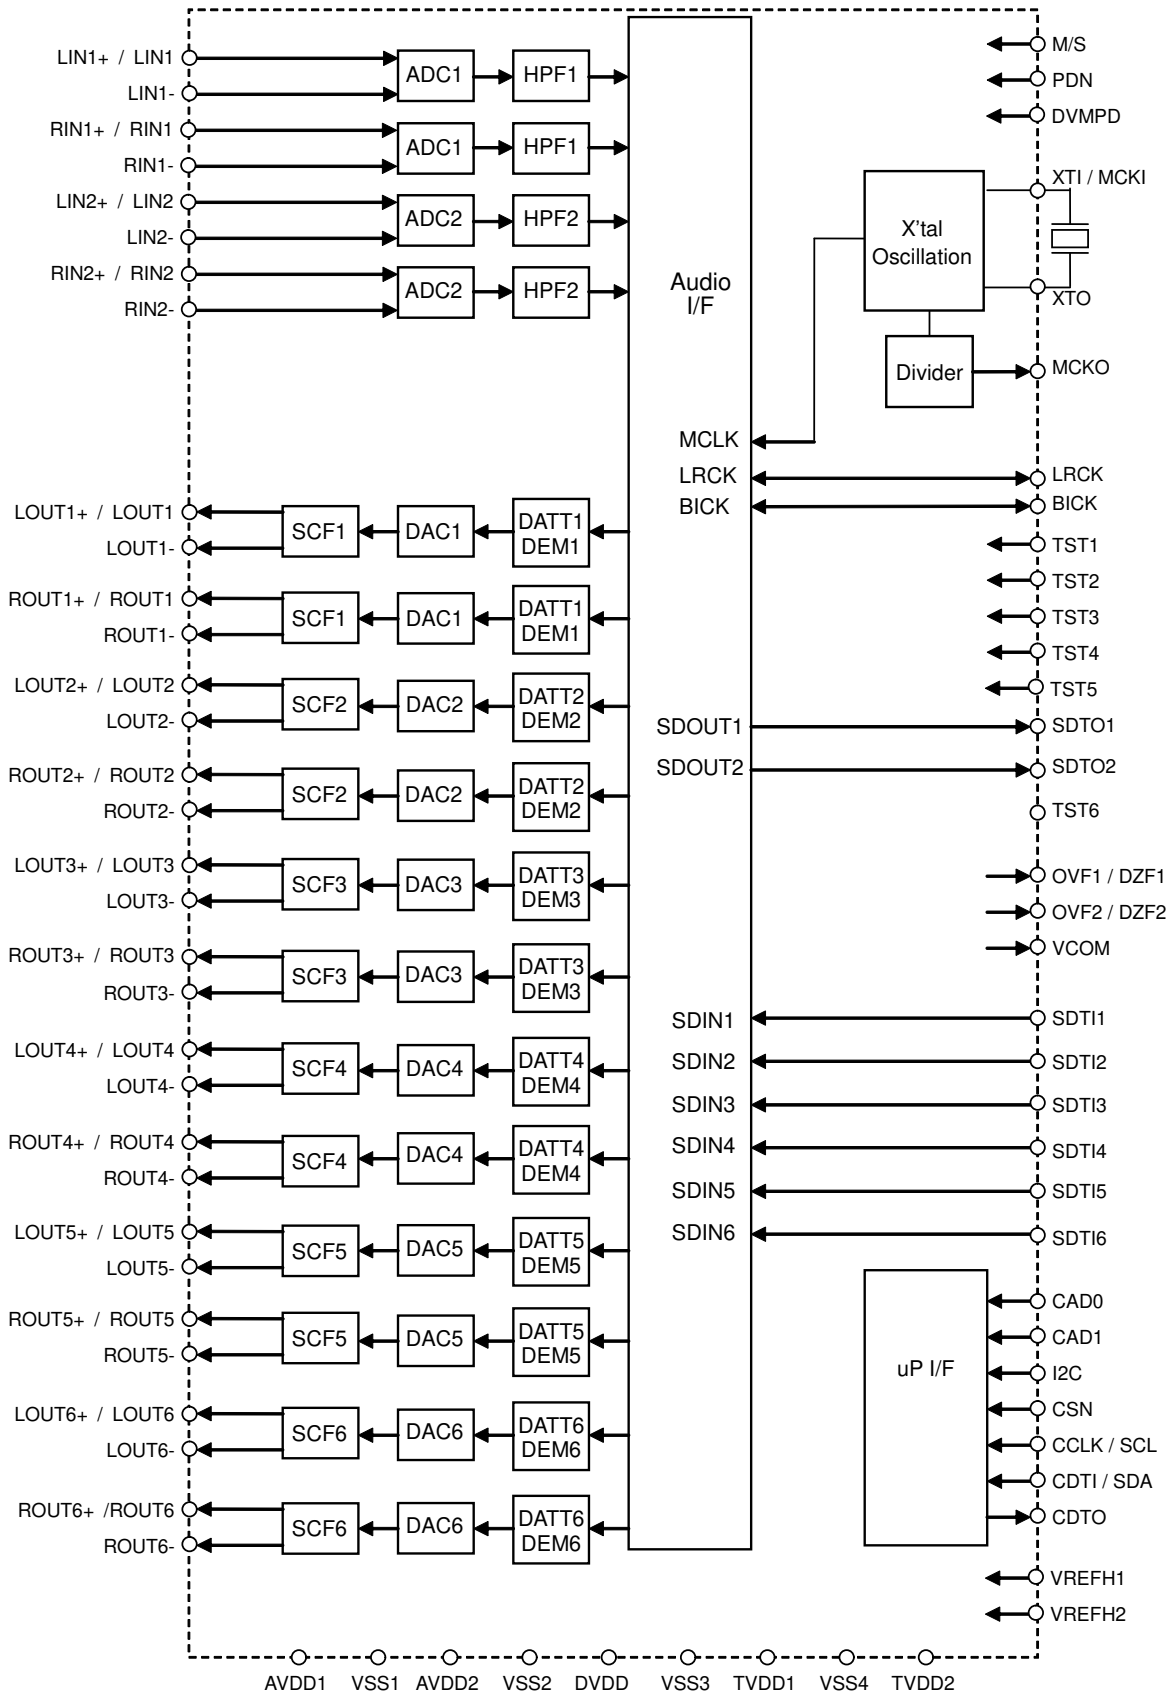 LIN1+ / LIN1
LIN1-
RIN1+ / RIN1
RIN1-
LIN2+ / LIN2
LIN2-
RIN2+ / RIN2
RIN2-
ADC1
HPF1
ADC1
HPF1
ADC2
HPF2
ADC2
HPF2
Audio
I/F
M/S
PDN
DVMPD
XTI / MCKI
X'tal
Oscillation
XTO
Divider
MCKO
MCLK
LRCK
LRCK
BICK
BICK
TST1
TST2
TST3
TST4
TST5
SDOUT1
SDTO1
SDOUT2
SDTO2
TST6
OVF1 / DZF1
OVF2 / DZF2
VCOM
SDIN1
SDTI1
SDIN2
SDTI2
SDIN3
SDTI3
SDIN4
SDTI4
SDIN5
SDTI5
SDIN6
SDTI6
uP I/F
CAD0
CAD1
I2C
CSN
CCLK / SCL
CDTI / SDA
CDTO
VREFH1
VREFH2
LOUT1+ / LOUT1
LOUT1-
SCF1
DAC1
DATT1
DEM1
ROUT1+ / ROUT1
ROUT1-
SCF1
DAC1
DATT1
DEM1
LOUT2+ / LOUT2
LOUT2-
SCF2
DAC2
DATT2
DEM2
ROUT2+ / ROUT2
ROUT2-
SCF2
DAC2
DATT2
DEM2
LOUT3+ / LOUT3
LOUT3-
SCF3
DAC3
DATT3
DEM3
ROUT3+ / ROUT3
ROUT3-
SCF3
DAC3
DATT3
DEM3
LOUT4+ / LOUT4
LOUT4-
SCF4
DAC4
DATT4
DEM4
ROUT4+ / ROUT4
ROUT4-
SCF4
DAC4
DATT4
DEM4
LOUT5+ / LOUT5
LOUT5-
SCF5
DAC5
DATT5
DEM5
ROUT5+ / ROUT5
ROUT5-
SCF5
DAC5
DATT5
DEM5
LOUT6+ / LOUT6
LOUT6-
SCF6
DAC6
DATT6
DEM6
ROUT6+ /ROUT6
ROUT6-
SCF6
DAC6
DATT6
DEM6
AVDD1 VSS1 AVDD2 VSS2 DVDD VSS3 TVDD1 VSS4 TVDD2